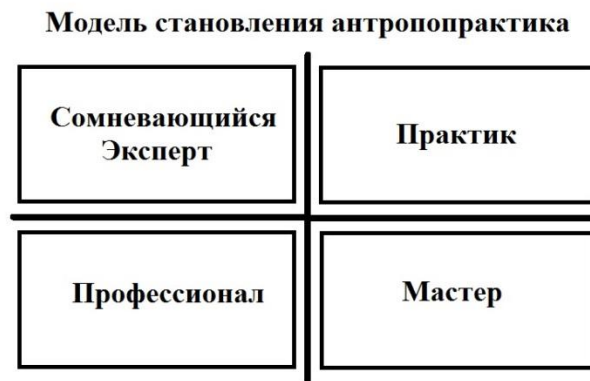 Модель становления антропопрактика
Сомневающийся
Эксперт
Практик
Профессионал
Мастер